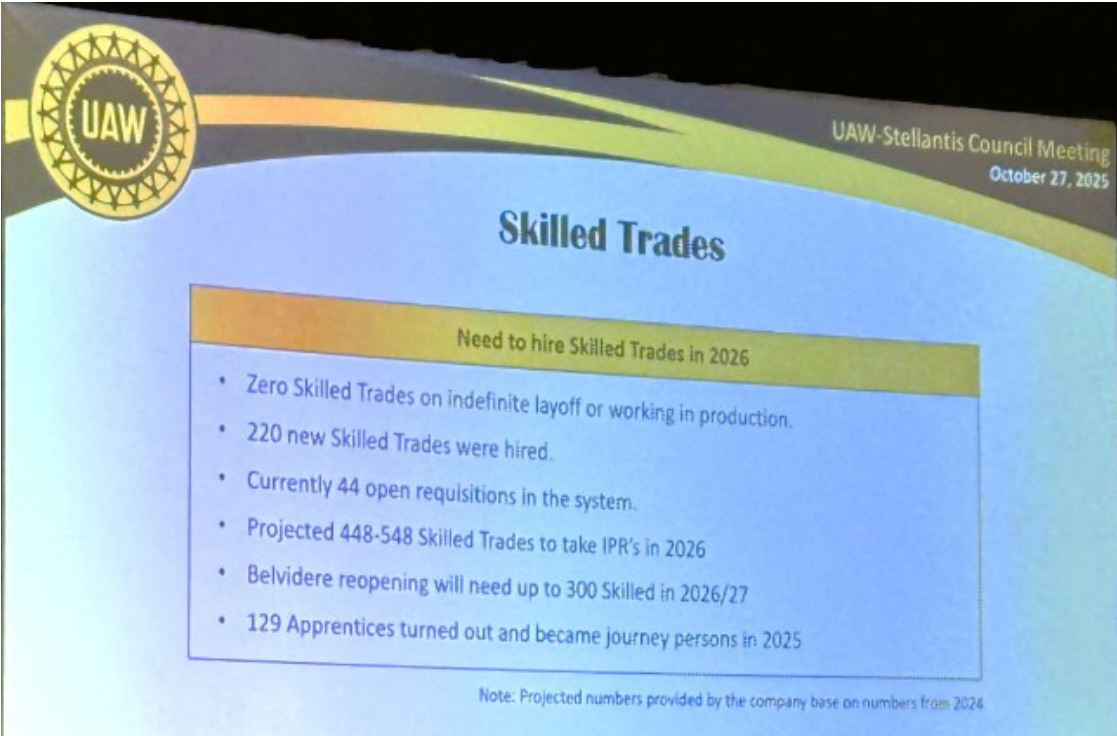 UAW
UAW-Stellantis Council Meeting
October 27, 2025
Skilled Trades
Need to hire Skilled Trades in 2026
• Zero Skilled Trades on indefinite layoff or working in production.
• 220 new Skilled Trades were hired.
• Currently 44 open requisitions in the system.
• Projected 448-548 Skilled Trades to take IPR's in 2026
• Belvidere reopening will need up to 300 Skilled in 2026/27
• 129 Apprentices turned out and became journey persons in 2025
Note: Projected numbers provided by the company base on numbers from 2024